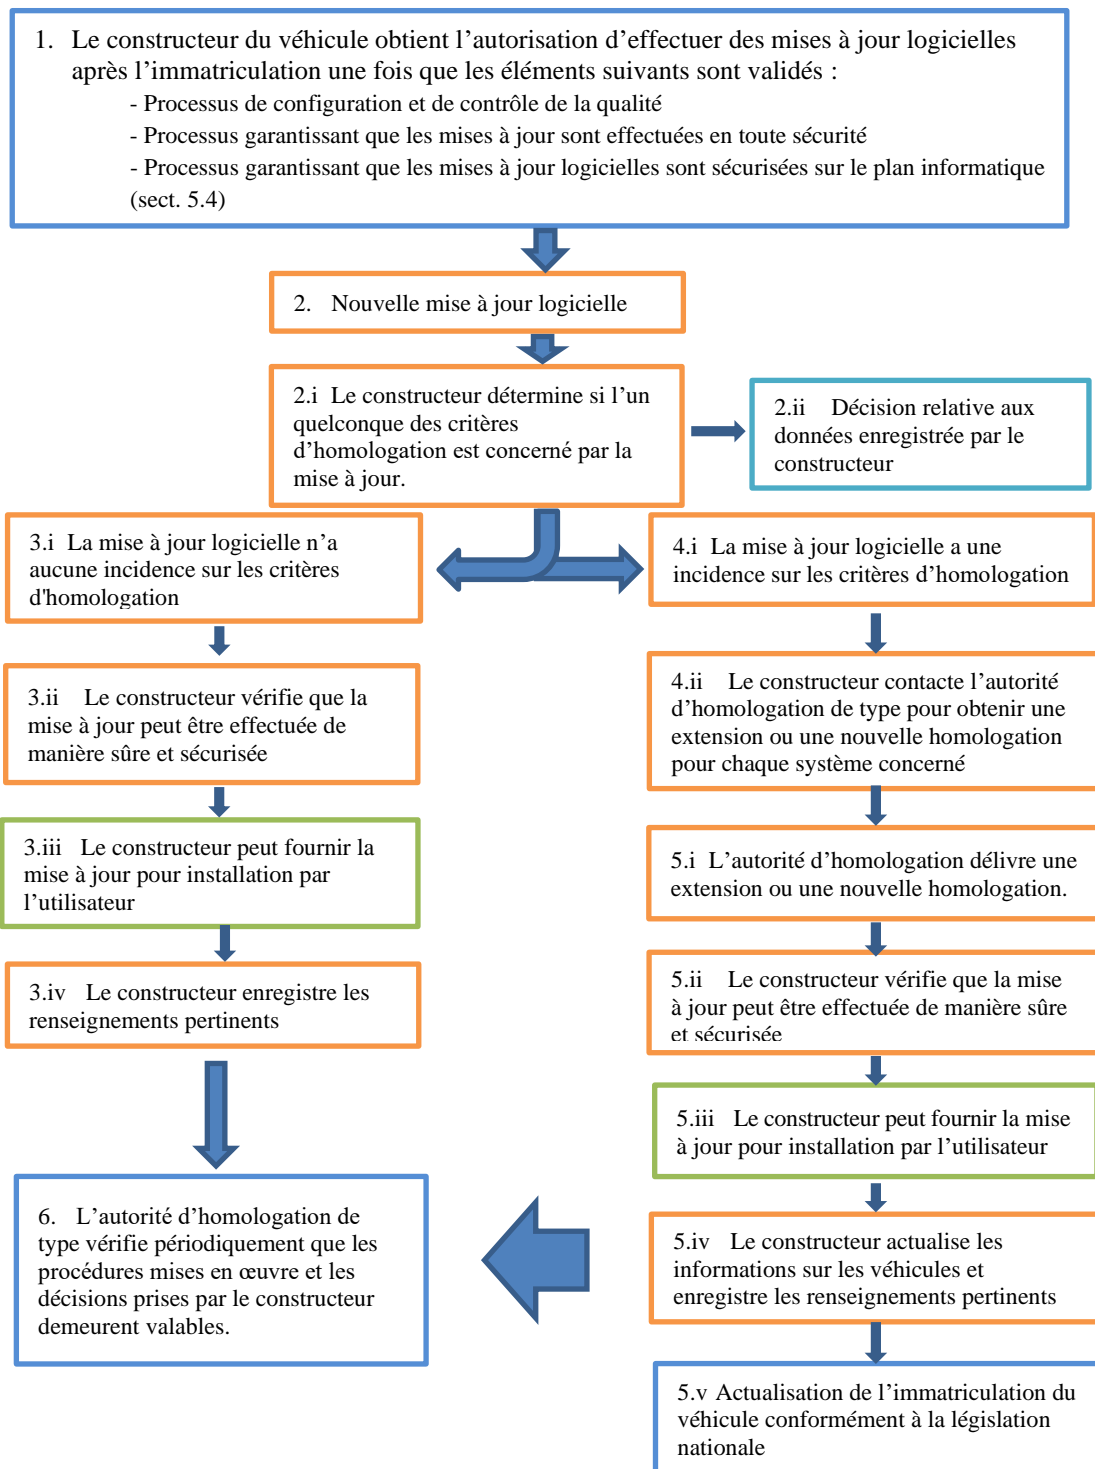 1. Le constructeur du véhicule obtient l’autorisation d’effectuer des mises à jour logicielles
après l’immatriculation une fois que les éléments suivants sont validés :
- Processus de configuration et de contrôle de la qualité
- Processus garantissant que les mises à jour sont effectuées en toute sécurité
- Processus garantissant que les mises à jour logicielles sont sécurisées sur le plan informatique
(sect. 5.4)
2. Nouvelle mise à jour logicielle
2.i Le constructeur détermine si l’un
quelconque des critères
d’homologation est concerné par la
mise à jour.
2.ii Décision relative aux
données enregistrée par le
constructeur
3.i La mise à jour logicielle n’a
aucune incidence sur les critères
d'homologation
3.ii Le constructeur vérifie que la
mise à jour peut être effectuée de
manière sûre et sécurisée
3.iii Le constructeur peut fournir la
mise à jour pour installation par
l’utilisateur
3.iv Le constructeur enregistre les
renseignements pertinents
4.i La mise à jour logicielle a une
incidence sur les critères d’homologation
4.ii Le constructeur contacte l’autorité
d’homologation de type pour obtenir une
extension ou une nouvelle homologation
pour chaque système concerné
5.i L’autorité d’homologation délivre une
extension ou une nouvelle homologation.
5.ii Le constructeur vérifie que la mise
à jour peut être effectuée de manière sûre
et sécurisée
5.iii Le constructeur peut fournir la mise
à jour pour installation par l’utilisateur
5.iv Le constructeur actualise les
informations sur les véhicules et
enregistre les renseignements pertinents
5.v Actualisation de l’immatriculation du
véhicule conformément à la législation
nationale
6. L’autorité d’homologation de
type vérifie périodiquement que les
procédures mises en œuvre et les
décisions prises par le constructeur
demeurent valables.